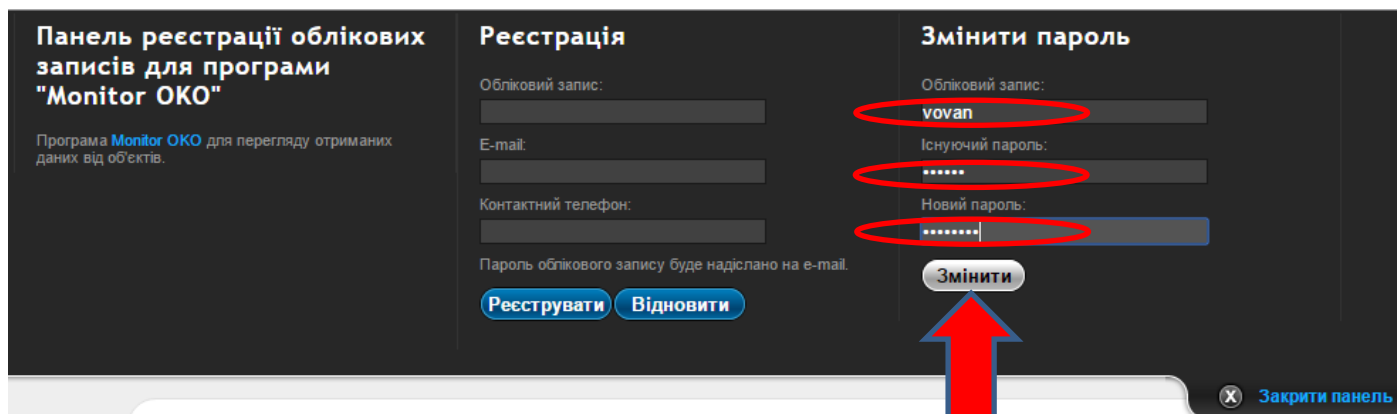 Панель реєстрації облікових
записів для програми
"Monitor OKO"
Програма Monitor OKO для перегляду отриманих
даних від об'єктів.
Реєстрація
Обліковий запис:
E-mail:
Контактний телефон:
Пароль облікового запису буде надіслано на e-mail.
Реєструвати
Відновити
Змінити пароль
Обліковий запис:
vovan
Існуючий пароль:
••••••
Новий пароль:
••••••••
Змінити
X Закрити панель